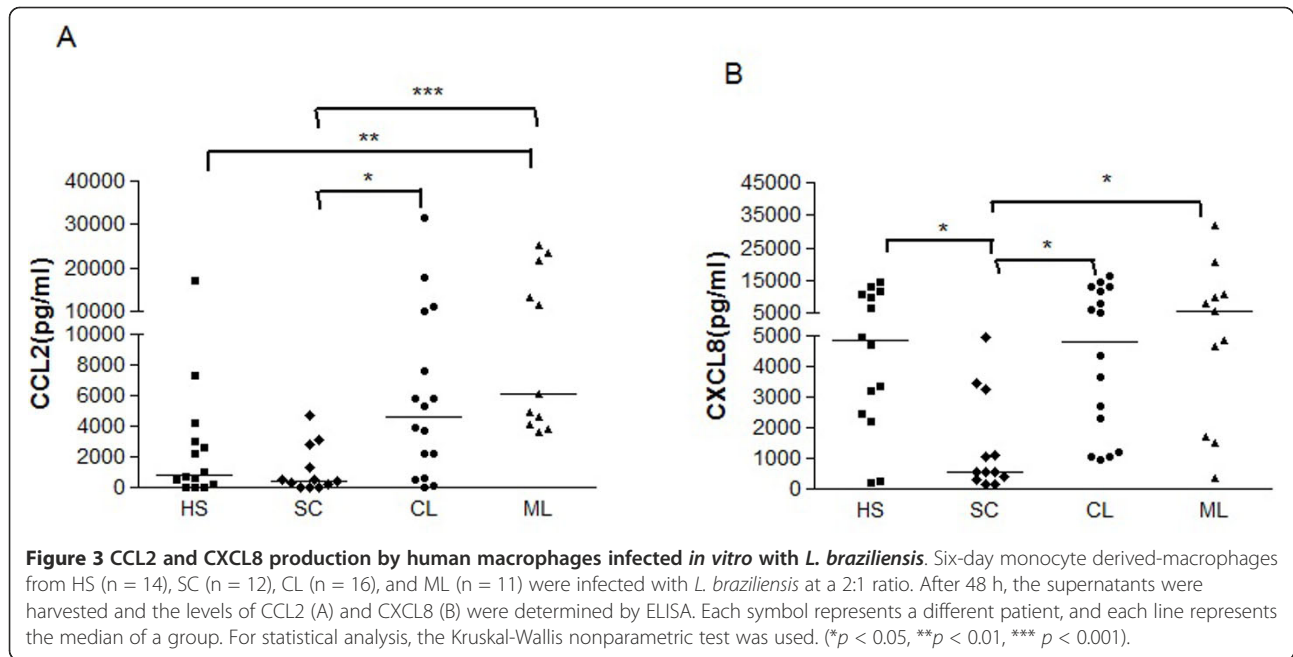 A
***
**
*
40000
30000
20000
10000
10000
8000
6000
4000
2000
0
CCL2(pg/ml)
HS SC CL ML
B
*
*
*
45000
35000
25000
15000
5000
5000
4000
3000
2000
1000
0
CXCL8(pg/ml)
HS SC CL ML
Figure 3 CCL2 and CXCL8 production by human macrophages infected in vitro with L. braziliensis. Six-day monocyte derived-macrophages
from HS (n = 14), SC (n = 12), CL (n = 16), and ML (n = 11) were infected with L. braziliensis at a 2:1 ratio. After 48 h, the supernatants were
harvested and the levels of CCL2 (A) and CXCL8 (B) were determined by ELISA. Each symbol represents a different patient, and each line represents
the median of a group. For statistical analysis, the Kruskal-Wallis nonparametric test was used. (*p < 0.05, **p < 0.01, *** p < 0.001).